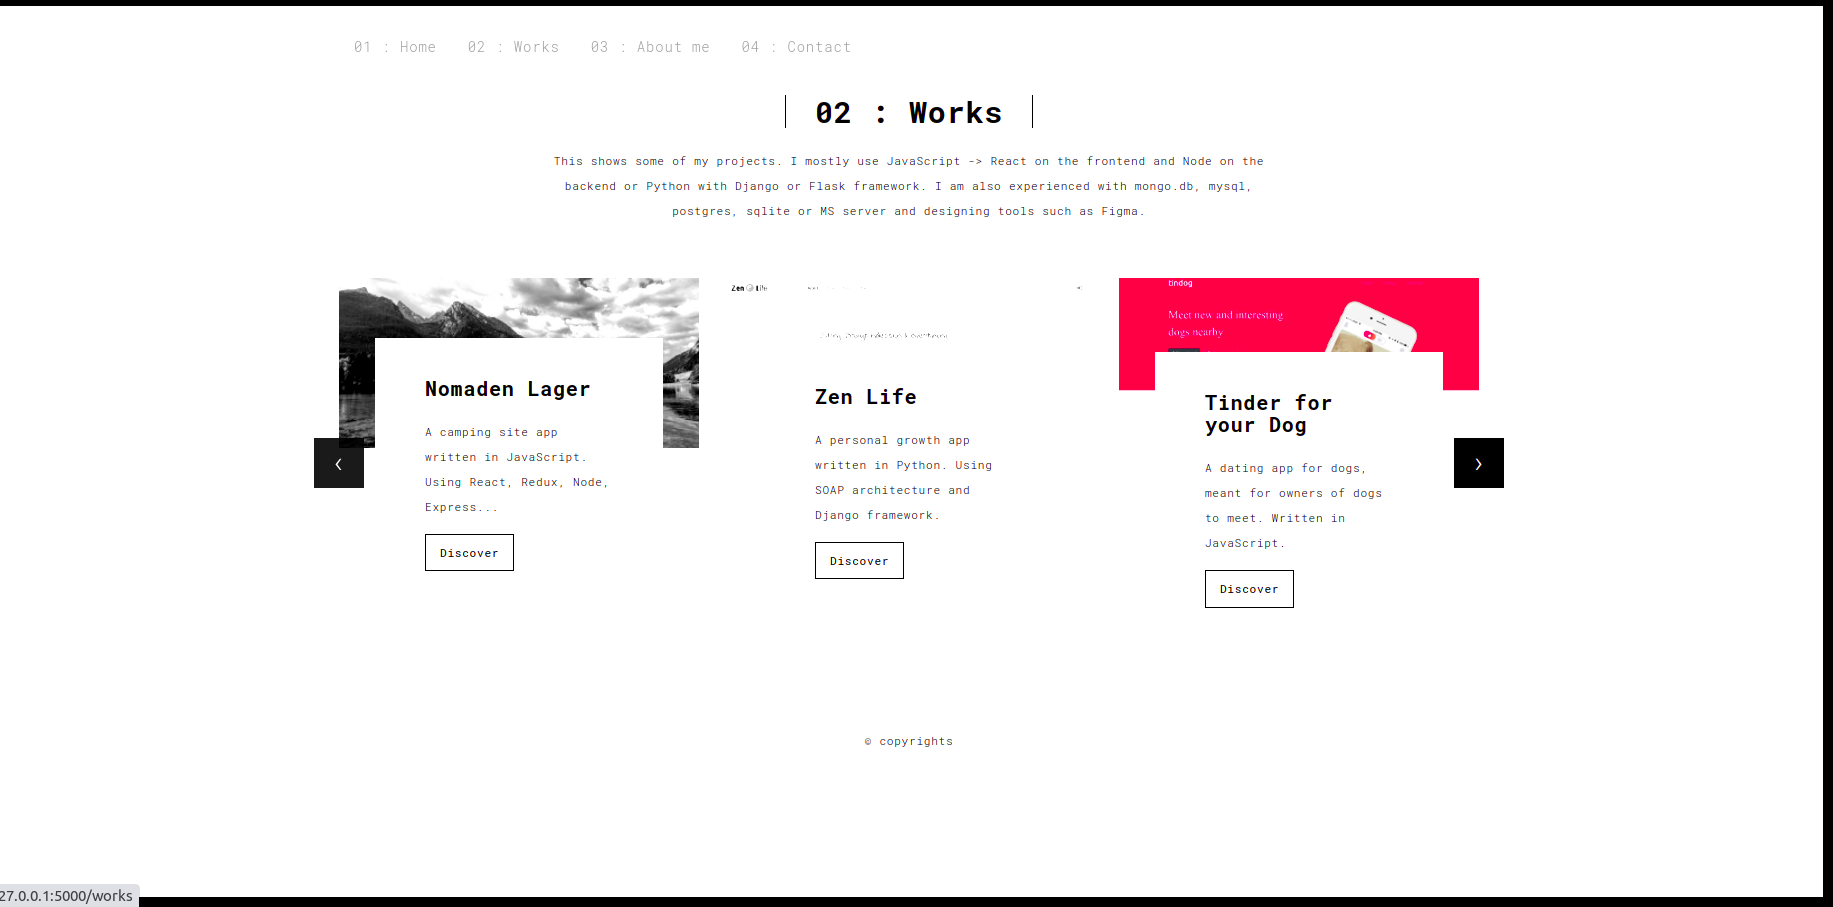 01 : Home 02 : Works 03 : About me 04 : Contact
02 : Works
This shows some of my projects. I mostly use JavaScript -> React on the frontend and Node on the
backend or Python with Django or Flask framework. I am also experienced with mongo.db, mysql,
postgres, sqlite or MS server and designing tools such as Figma.
Nomaden Lager
A camping site app
written in JavaScript.
Using React, Redux, Node,
Express...
Discover
Zen Life
Zen Life
A personal growth app
written in Python. Using
SOAP architecture and
Django framework.
Discover
tindog
Meet new and interesting
dogs nearby
Tinder for
your Dog
A dating app for dogs,
meant for owners of dogs
to meet. Written in
JavaScript.
Discover
© copyrights
27.0.0.1:5000/works